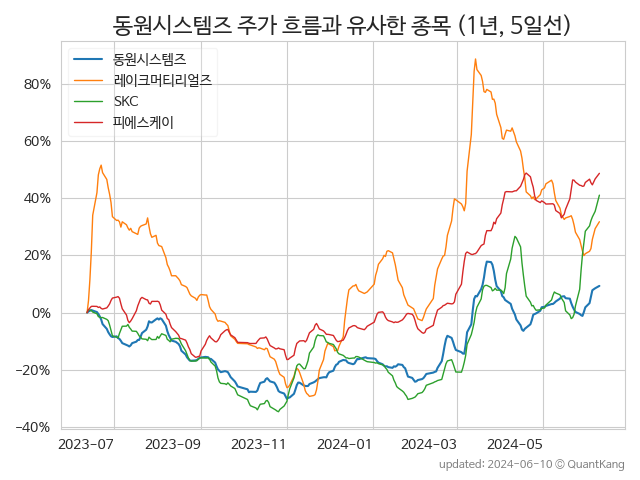 동원시스템즈 주가 흐름과 유사한 종목 (1년, 5일선)
동원시스템즈
레이크머티리얼즈
SKC
피에스케이
80%
60%
40%
20%
0%
−20%
−40%
2023-07 2023-09 2023-11 2024-01 2024-03 2024-05
updated: 2024-06-10 © QuantKang